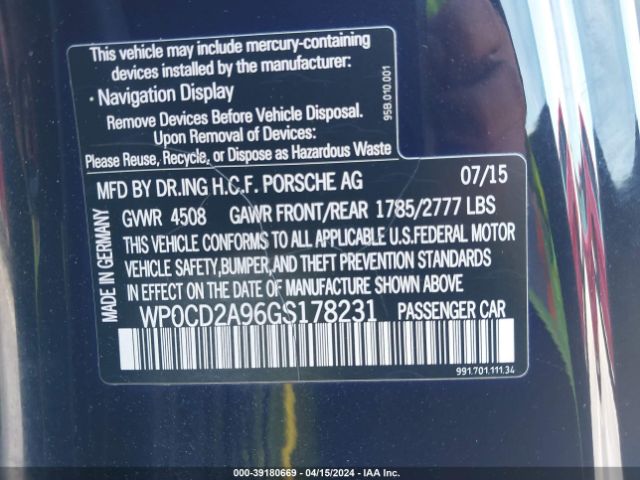 This vehicle may include mercury-containing
devices installed by the manufacturer:
· Navigation Display
Remove Devices Before Vehicle Disposal.
Upon Removal of Devices:
Please Reuse, Recycle, or Dispose as Hazardous Waste
95B.010.001
MFD BY DR.ING H.C.F. PORSCHE AG 07/15
GVWR 4508 GAWR FRONT/REAR 1785/2777 LBS
THIS VEHICLE CONFORMS TO ALL APPLICABLE U.S.FEDERAL MOTOR
VEHICLE SAFETY,BUMPER,AND THEFT PREVENTION STANDARDS
IN EFFECT ON THE DATE OF MANUFACTURE SHOWN ABOVE
MADE IN GERMANY
WP0CD2A96GS178231 PASSENGER CAR
991.701.111.34
000-39180669 - 04/15/2024 - IAA Inc.